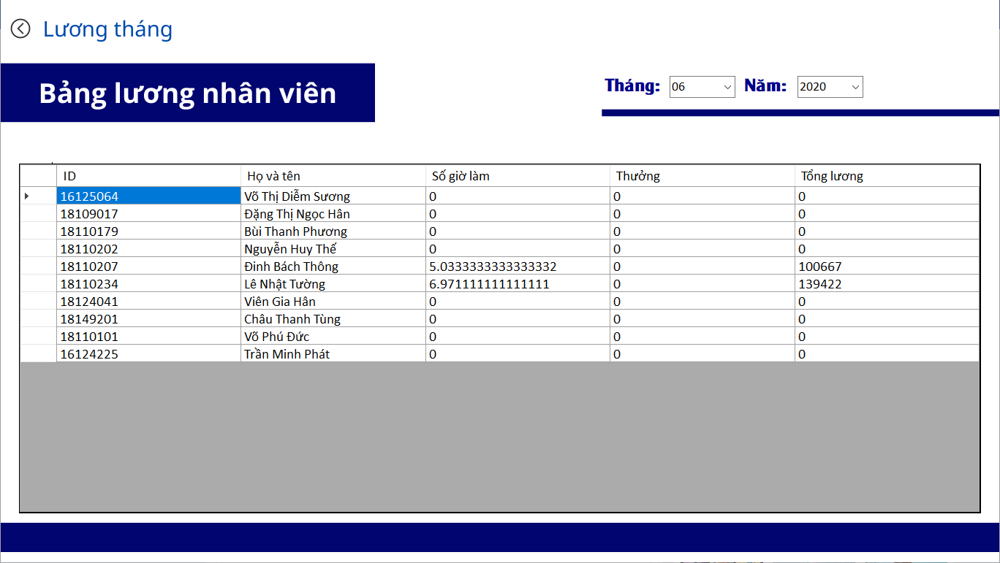 Lương tháng
Bảng lương nhân viên
Tháng: 06 Năm: 2020
ID Họ và tên Số giờ làm Thưởng Tổng lương
16125064 Võ Thị Diễm Sương 0 0 0
18109017 Đặng Thị Ngọc Hân 0 0 0
18110179 Bùi Thanh Phương 0 0 0
18110202 Nguyễn Huy Thế 0 0 0
18110207 Đinh Bách Thông 5.0333333333333332 0 100667
18110234 Lê Nhật Tường 6.971111111111111 0 139422
18124041 Viên Gia Hân 0 0 0
18149201 Châu Thanh Tùng 0 0 0
18110101 Võ Phú Đức 0 0 0
16124225 Trần Minh Phát 0 0 0